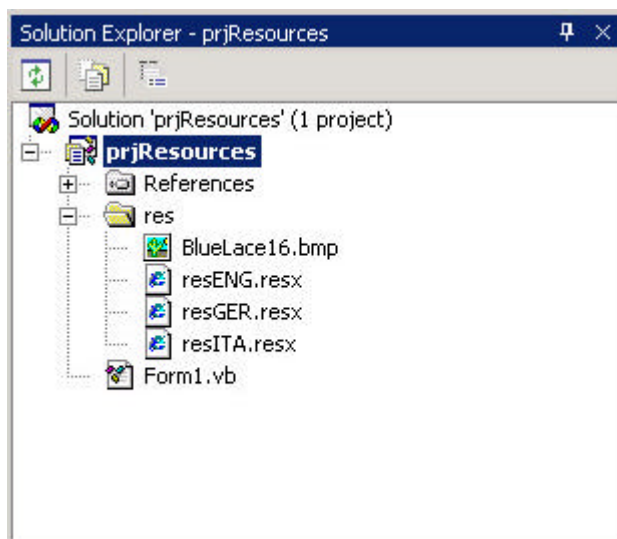 Solution Explorer - prjResources
Solution 'prjResources' (1 project)
prjResources
References
res
BlueLace16.bmp
resENG.resx
resGER.resx
resITA.resx
Form1.vb